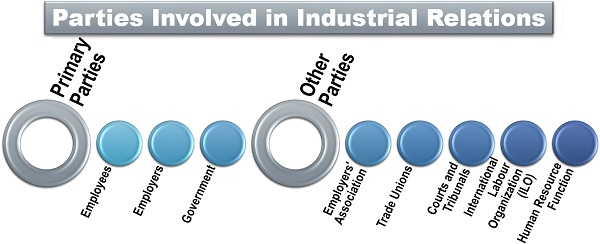 Parties Involved in Industrial Relations
Primary
Parties
Employees
Employers
Government
Other
Parties
Employers'
Association
Trade Unions
Courts and
Tribunals
International
Labour
Organization
(ILO)
Human Resource
Function